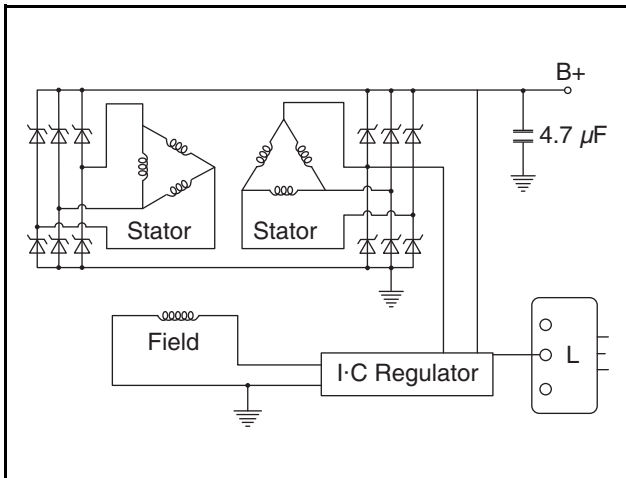 B+
4.7 µF
Stator
Stator
Field
I·C Regulator
L